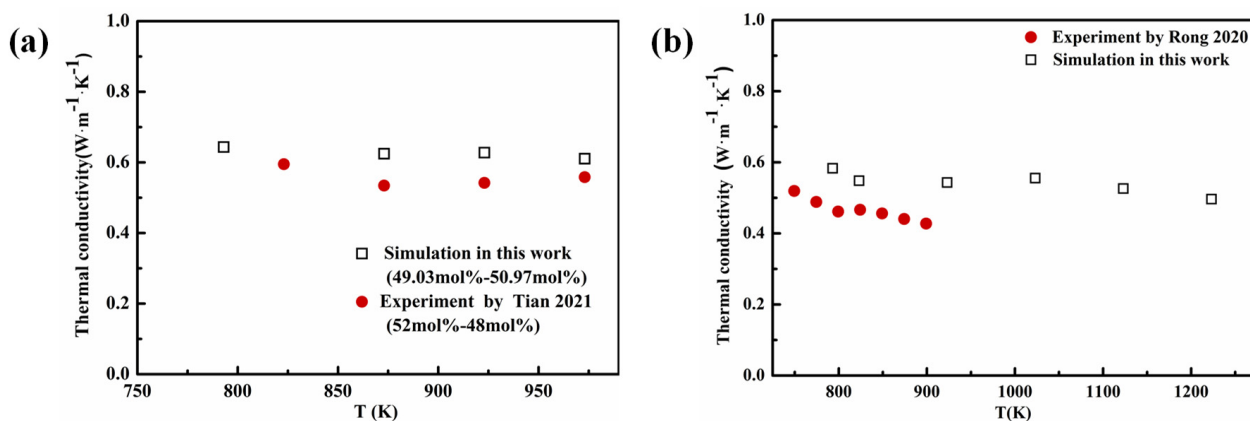 (a)
1.0
0.8
0.6
0.4
0.2
0.0
Thermal conductivity(W·m⁻¹·K⁻¹)
Simulation in this work
(49.03mol%-50.97mol%)
Experiment by Tian 2021
(52mol%-48mol%)
750 800 850 900 950
T (K)
(b)
1.0
0.8
0.6
0.4
0.2
0.0
Thermal conductivity (W·m⁻¹·K⁻¹)
Experiment by Rong 2020
Simulation in this work
800 900 1000 1100 1200
T(K)